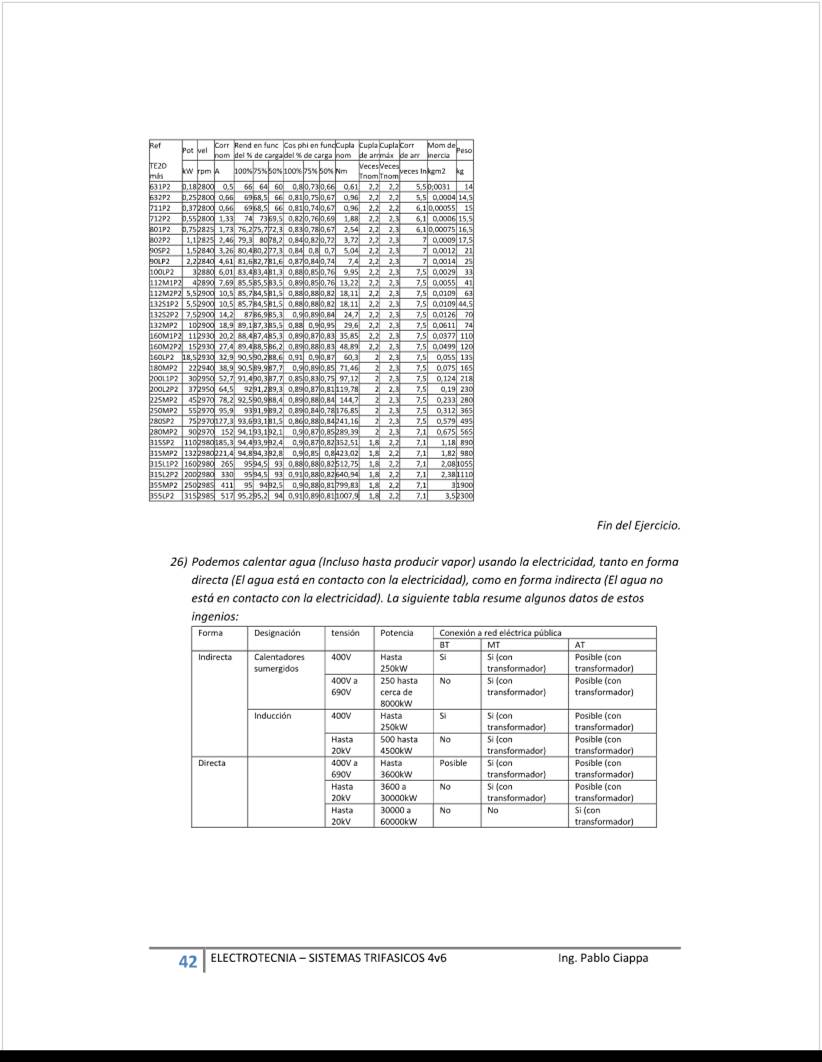 Ref Pot vel Corr Rend en func Cos phi en func Cupla Cupla Cupla Corr Mom de Peso
nom del % de carga del % de carga nom de arr máx de arr inercia
TE2D más kW rpm A 100% 75% 50% 100% 75% 50% Nm Veces Tnom Veces Tnom veces In kgm2 kg
631P2 0,18 2800 0,5 66 64 60 0,8 0,73 0,66 0,61 2,2 2,2 5,5 0,0031 14
632P2 0,25 2800 0,66 69 68,5 66 0,81 0,75 0,67 0,96 2,2 2,2 5,5 0,0004 14,5
711P2 0,37 2800 0,66 69 68,5 66 0,81 0,74 0,67 0,96 2,2 2,2 6,1 0,00055 15
712P2 0,55 2800 1,33 74 73 69,5 0,82 0,76 0,69 1,88 2,2 2,3 6,1 0,0006 15,5
801P2 0,75 2825 1,73 76,2 75,7 72,3 0,83 0,78 0,67 2,54 2,2 2,3 6,1 0,00075 16,5
802P2 1,1 2825 2,46 79,3 80 78,2 0,84 0,82 0,72 3,72 2,2 2,3 7 0,0009 17,5
90SP2 1,5 2840 3,26 80,4 80,2 77,3 0,84 0,8 0,7 5,04 2,2 2,3 7 0,0012 21
90LP2 2,2 2840 4,61 81,6 82,7 81,6 0,87 0,84 0,74 7,4 2,2 2,3 7 0,0014 25
100LP2 3 2880 6,01 83,4 83,4 81,3 0,88 0,85 0,76 9,95 2,2 2,3 7,5 0,0029 33
112M1P2 4 2890 7,69 85,5 85,5 83,5 0,89 0,85 0,76 13,22 2,2 2,3 7,5 0,0055 41
112M2P2 5,5 2900 10,5 85,7 84,5 81,5 0,88 0,88 0,82 18,11 2,2 2,3 7,5 0,0109 63
132S1P2 5,5 2900 10,5 85,7 84,5 81,5 0,88 0,88 0,82 18,11 2,2 2,3 7,5 0,0109 44,5
132S2P2 7,5 2900 14,2 87 86,9 85,3 0,9 0,89 0,84 24,7 2,2 2,3 7,5 0,0126 70
132MP2 10 2900 18,9 89,1 87,3 85,5 0,88 0,9 0,95 29,6 2,2 2,3 7,5 0,0611 74
160M1P2 11 2930 20,2 88,4 87,4 85,3 0,89 0,87 0,83 35,85 2,2 2,3 7,5 0,0377 110
160M2P2 15 2930 27,4 89,4 88,5 86,2 0,89 0,88 0,83 48,89 2,2 2,3 7,5 0,0499 120
160LP2 18,5 2930 32,9 90,5 90,2 88,6 0,91 0,9 0,87 60,3 2 2,3 7,5 0,055 135
180MP2 22 2940 38,9 90,5 89,9 87,7 0,9 0,89 0,85 71,46 2 2,3 7,5 0,075 165
200L1P2 30 2950 52,7 91,4 90,3 87,7 0,85 0,83 0,75 97,12 2 2,3 7,5 0,124 218
200L2P2 37 2950 64,5 92 91,2 89,3 0,89 0,87 0,81 119,78 2 2,3 7,5 0,19 230
225MP2 45 2970 78,2 92,5 90,9 88,4 0,89 0,88 0,84 144,7 2 2,3 7,5 0,233 280
250MP2 55 2970 95,9 93 91,9 89,2 0,89 0,84 0,78 176,85 2 2,3 7,5 0,312 365
280SP2 75 2970 127,3 93,6 93,1 81,5 0,86 0,88 0,84 241,16 2 2,3 7,5 0,579 495
280MP2 90 2970 152 94,1 93,1 92,1 0,9 0,87 0,85 289,39 2 2,3 7,1 0,675 565
315SP2 110 2980 185,3 94,4 93,9 92,4 0,9 0,87 0,82 352,51 1,8 2,2 7,1 1,18 890
315MP2 132 2980 221,4 94,8 94,3 92,8 0,9 0,85 0,8 423,02 1,8 2,2 7,1 1,82 980
315L1P2 160 2980 265 95 94,5 93 0,88 0,88 0,82 512,75 1,8 2,2 7,1 2,08 1055
315L2P2 200 2980 330 95 94,5 93 0,91 0,88 0,82 640,94 1,8 2,2 7,1 2,38 1110
355MP2 250 2985 411 95 94 92,5 0,9 0,88 0,81 799,83 1,8 2,2 7,1 3 1900
355LP2 315 2985 517 95,2 95,2 94 0,91 0,89 0,81 1007,9 1,8 2,2 7,1 3,5 2300
Fin del Ejercicio.
26) Podemos calentar agua (Incluso hasta producir vapor) usando la electricidad, tanto en forma
directa (El agua está en contacto con la electricidad), como en forma indirecta (El agua no
está en contacto con la electricidad). La siguiente tabla resume algunos datos de estos
ingenios:
Forma Designación tensión Potencia Conexión a red eléctrica pública
BT MT AT
Indirecta Calentadores 400V Hasta Si Si (con Posible (con
sumergidos 250kW transformador) transformador)
400V a 250 hasta No Si (con Posible (con
690V cerca de transformador) transformador)
8000kW
Inducción 400V Hasta Si Si (con Posible (con
250kW transformador) transformador)
Hasta 500 hasta No Si (con Posible (con
20kV 4500kW transformador) transformador)
Directa 400V a Hasta Posible Si (con Posible (con
690V 3600kW transformador) transformador)
Hasta 3600 a No Si (con Posible (con
20kV 30000kW transformador) transformador)
Hasta 30000 a No No Si (con
20kV 60000kW transformador)
42 ELECTROTECNIA – SISTEMAS TRIFASICOS 4v6 Ing. Pablo Ciappa